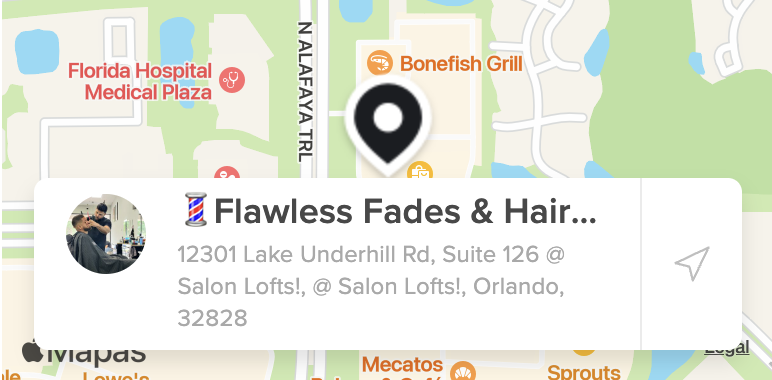 N ALAFAYA TRL
Bonefish Grill
Florida Hospital
Medical Plaza
💈Flawless Fades & Hair...
12301 Lake Underhill Rd, Suite 126 @
Salon Lofts!, @ Salon Lofts!, Orlando,
32828
Mapas
Legal
Lowe's
Mecatos
Sprouts